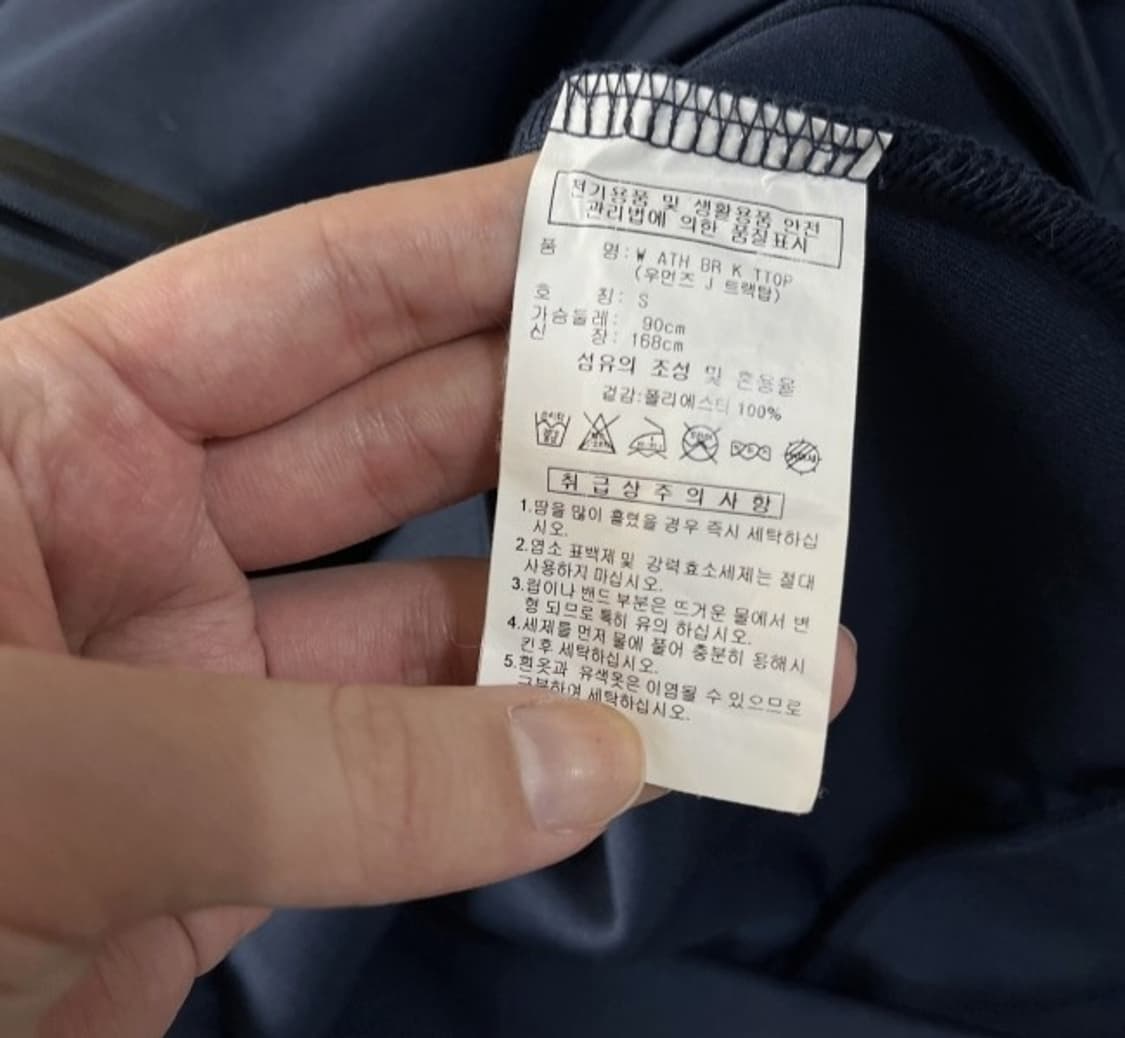 전기용품 및 생활용품 안전
관리법에 의한 품질표시
품 명: W ATH BR K TTOP
(우먼즈 J 트랙탑)
호 칭: S
가슴둘레: 90cm
신 장: 168cm
섬유의 조성 및 혼용율
겉감:폴리에스터 100%
취급상주의사항
1.땀을 많이 흘렸을 경우 즉시 세탁하십
시오.
2.염소 표백제 및 강력효소세제는 절대
사용하지 마십시오.
3.립이나 밴드 부분은 뜨거운 물에서 변
형 되므로 특히 유의 하십시오.
4.세제를 먼저 물에 풀어 충분히 용해시
킨후 세탁하십시오.
5.흰옷과 유색옷은 이염될 수 있으므로
구분하여 세탁하십시오.